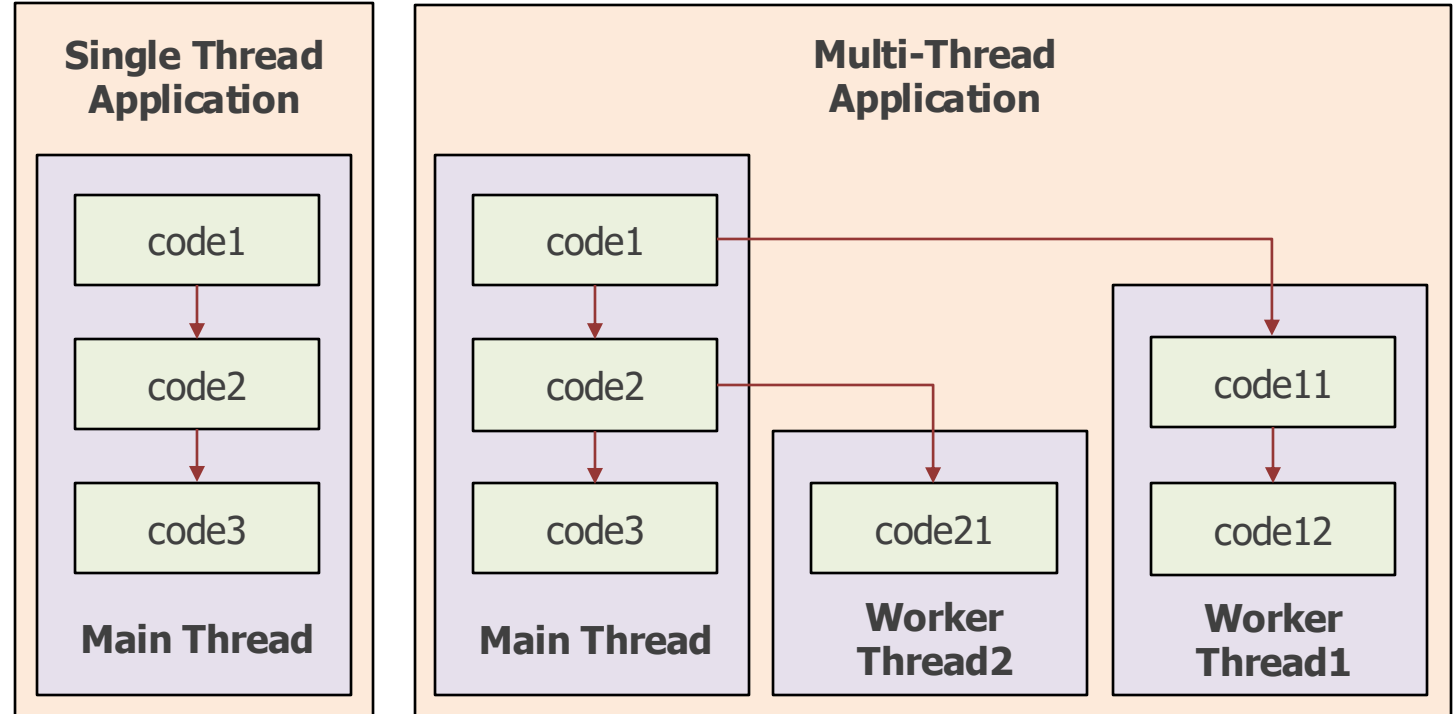 Single Thread
Application
code1
code2
code3
Main Thread
Multi-Thread
Application
code1
code2
code3
Main Thread
code21
Worker
Thread2
code11
code12
Worker
Thread1